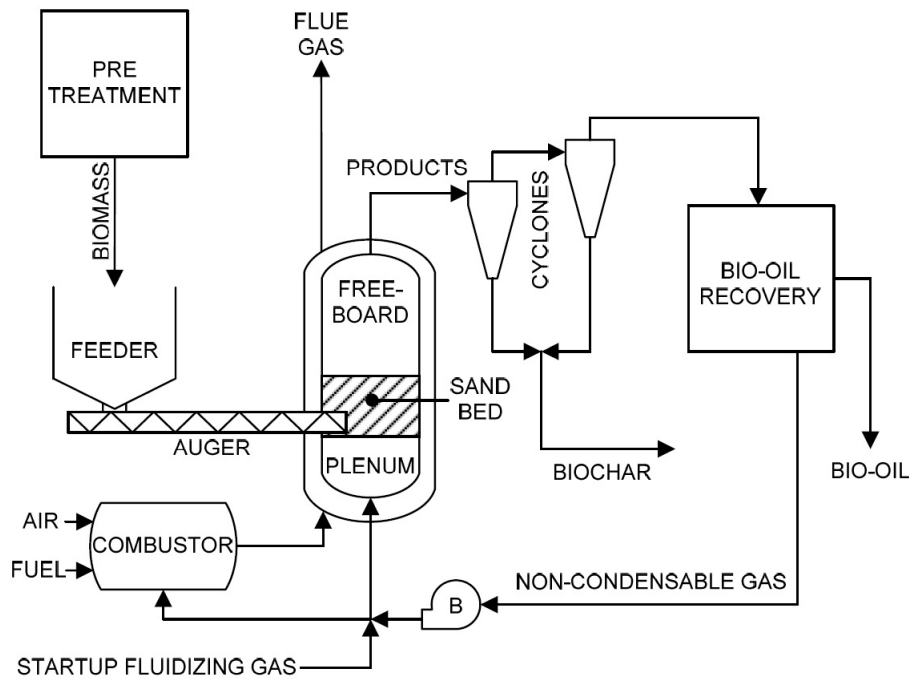 FLUE
GAS
PRE
TREATMENT
BIOMASS
PRODUCTS
CYCLONES
FREE-
BOARD
BIO-OIL
RECOVERY
FEEDER
SAND
BED
AUGER
PLENUM
BIOCHAR
BIO-OIL
AIR
COMBUSTOR
FUEL
NON-CONDENSABLE GAS
B
STARTUP FLUIDIZING GAS